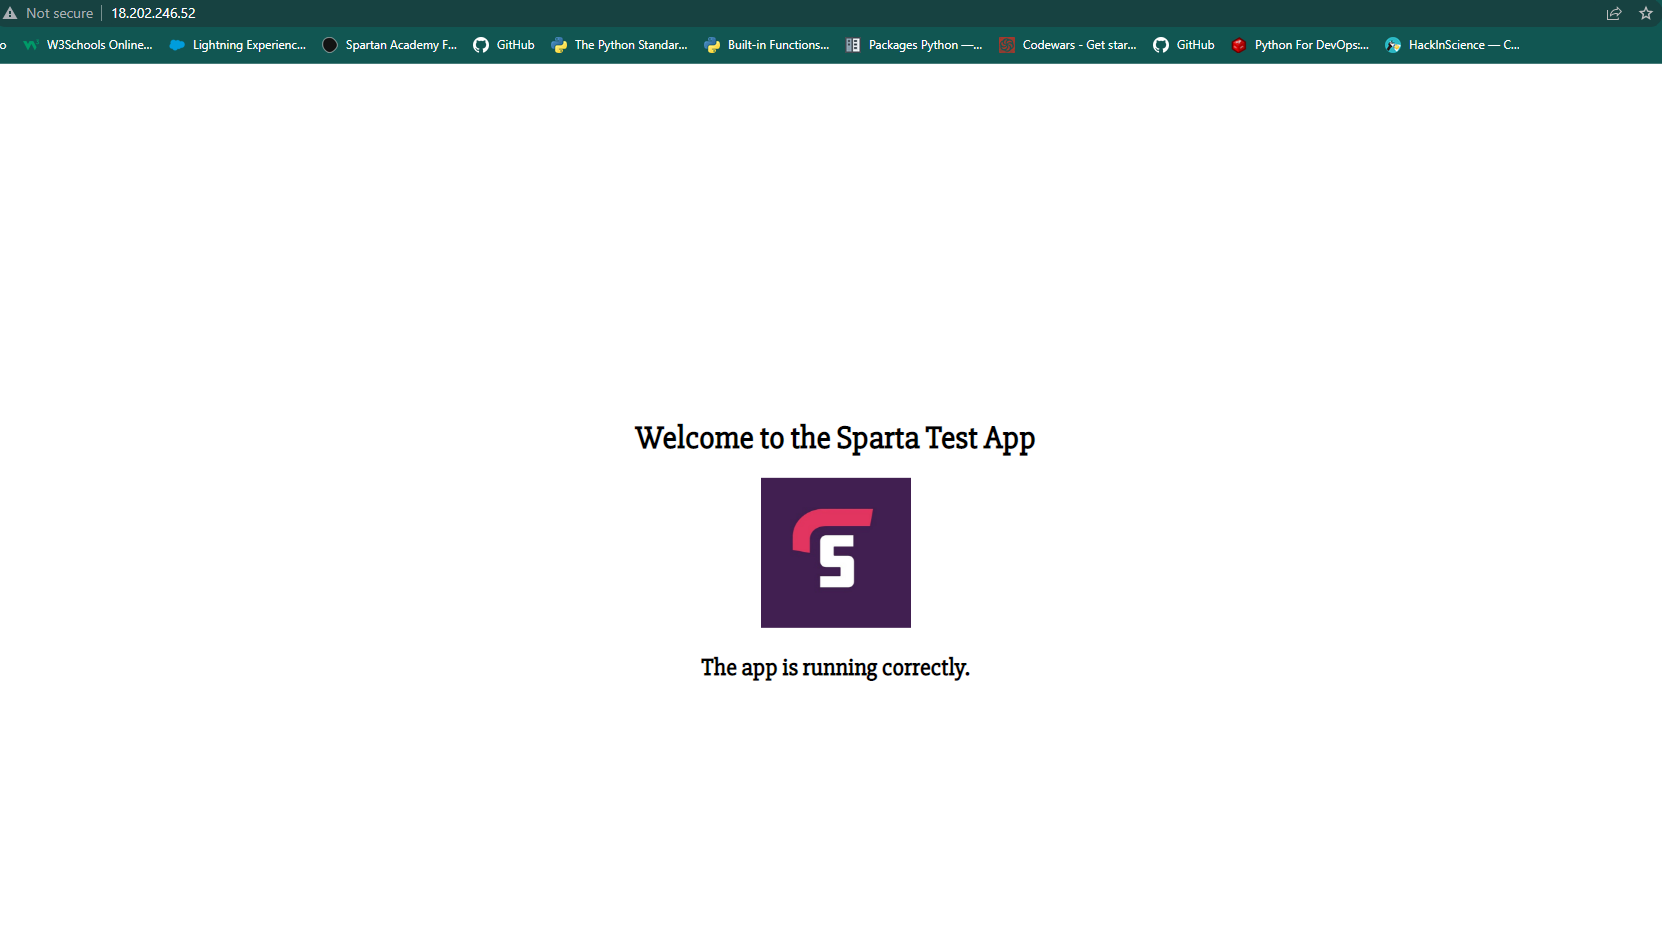 Not secure 18.202.246.52
o W3Schools Online... Lightning Experienc... Spartan Academy F... GitHub The Python Standar... Built-in Functions... Packages Python —... Codewars - Get star... GitHub Python For DevOps:... HackInScience — C...
Welcome to the Sparta Test App
S
The app is running correctly.